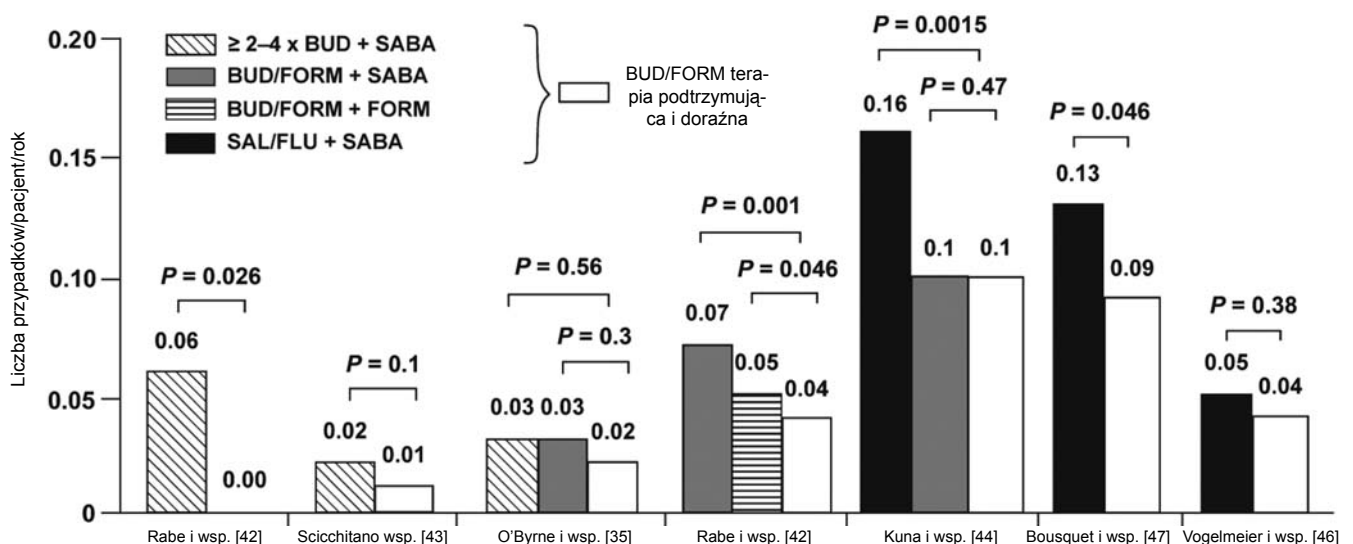 0.20
0.15
0.10
0.05
0
Liczba przypadków/pacjent/rok
≥ 2–4 x BUD + SABA
BUD/FORM + SABA
BUD/FORM + FORM
SAL/FLU + SABA
BUD/FORM tera-
pia podtrzymują-
ca i doraźna
P = 0.026
0.06
0.00
P = 0.1
0.02
0.01
P = 0.56
P = 0.3
0.03
0.03
0.02
P = 0.001
P = 0.046
0.07
0.05
0.04
P = 0.0015
P = 0.47
0.16
0.1
0.1
P = 0.046
0.13
0.09
P = 0.38
0.05
0.04
Rabe i wsp. [42]
Scicchitano wsp. [43]
O'Byrne i wsp. [35]
Rabe i wsp. [42]
Kuna i wsp. [44]
Bousquet i wsp. [47]
Vogelmeier i wsp. [46]